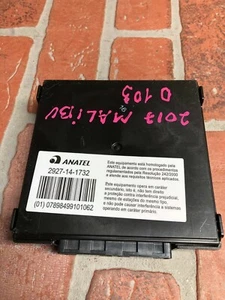 2017 MALIBU
0103
ANATEL
2927-14-1732
(01) 07898499101062
Este equipamento está homologado pela
ANATEL de acordo com os procedimentos
regulamentados pela Resolução 242/2000
e atende aos requisitos técnicos aplicados.
Este equipamento opera em caráter
secundário, isto é, não tem direito
a proteção contra interferência prejudicial,
mesmo de estações do mesmo tipo,
e não pode causar interferência a sistemas
operando em caráter primário.